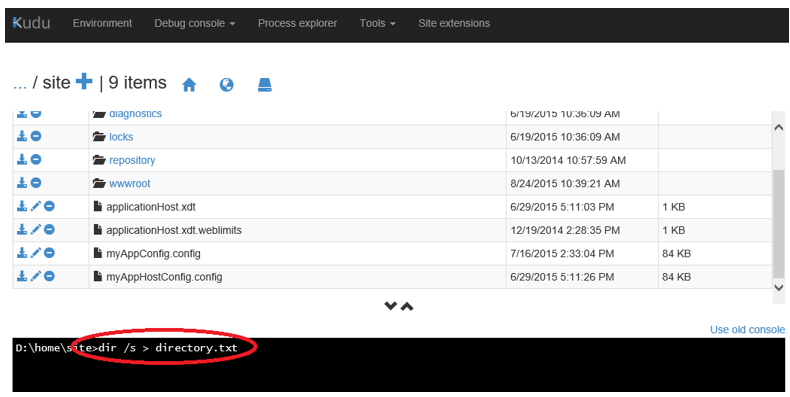 Kudu Environment Debug console Process explorer Tools Site extensions
... / site | 9 items
diagnostics 6/19/2015 10:36:09 AM
locks 6/19/2015 10:36:09 AM
repository 10/13/2014 10:57:59 AM
wwwroot 8/24/2015 10:39:21 AM
applicationHost.xdt 6/29/2015 5:11:03 PM 1 KB
applicationHost.xdt.weblimits 12/19/2014 2:28:35 PM 1 KB
myAppConfig.config 7/16/2015 2:33:04 PM 84 KB
myAppHostConfig.config 6/29/2015 5:11:26 PM 84 KB
Use old console
D:\home\site>dir /s > directory.txt